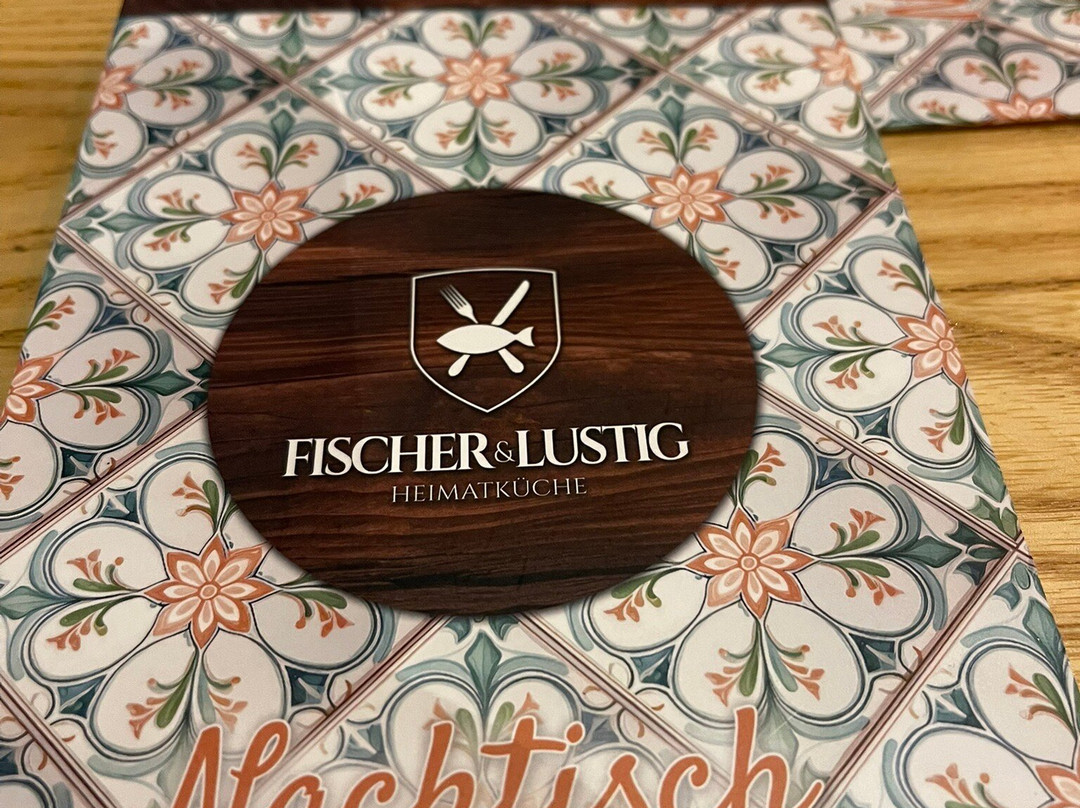 FISCHER & LUSTIG
HEIMATKÜCHE
Nachtisch